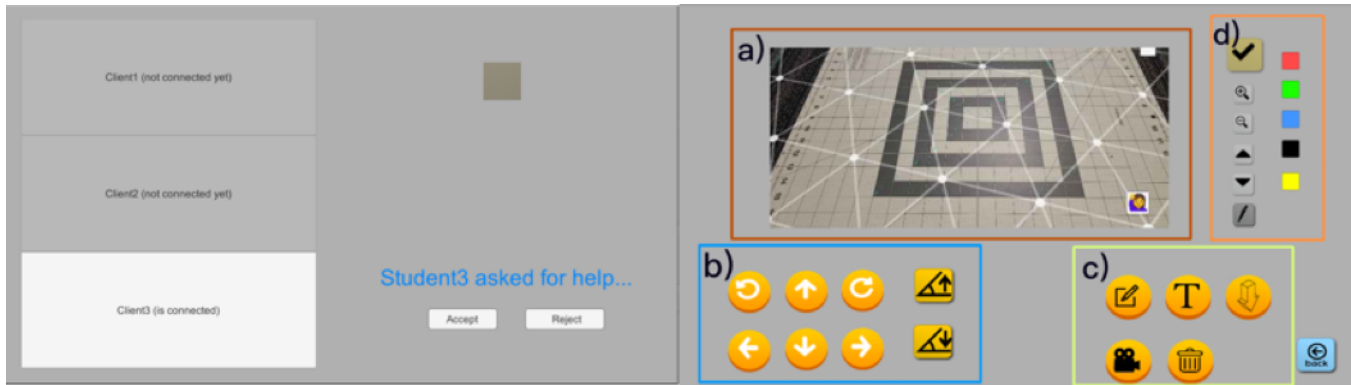 Client1 (not connected yet)
Client2 (not connected yet)
Client3 (is connected)
Student3 asked for help...
Accept Reject
a)
d)
b)
c)
T
back